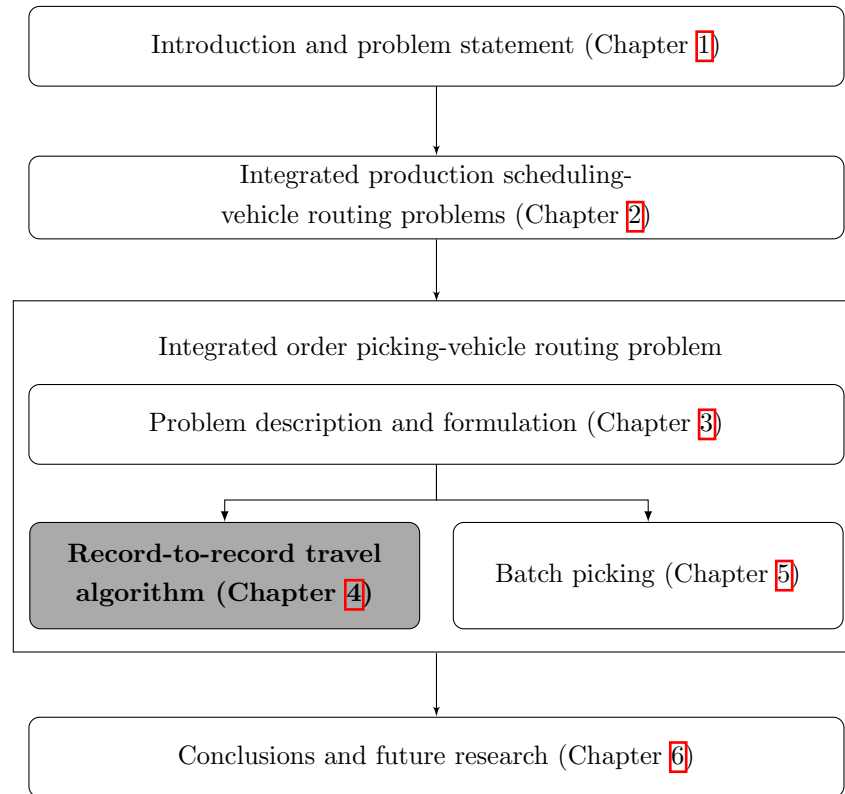 Introduction and problem statement (Chapter 1)
Integrated production scheduling-
vehicle routing problems (Chapter 2)
Integrated order picking-vehicle routing problem
Problem description and formulation (Chapter 3)
Record-to-record travel
algorithm (Chapter 4)
Batch picking (Chapter 5)
Conclusions and future research (Chapter 6)